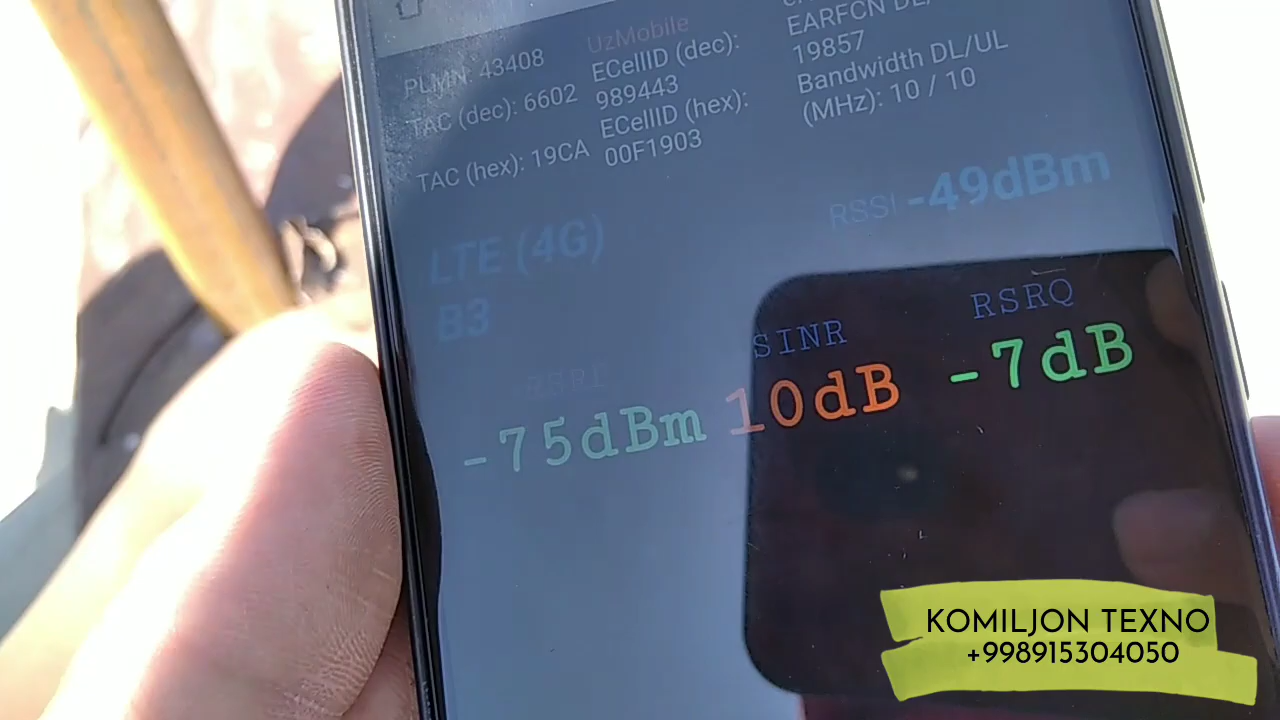 UzMobile
PLMN: 43408
TAC (dec): 6602
TAC (hex): 19CA
ECellID (dec):
989443
ECellID (hex):
00F1903
EARFCN DL/
19857
Bandwidth DL/UL
(MHz): 10 / 10
LTE (4G)
B3
RSSI -49dBm
RSRP
-75dBm
SINR
10dB
RSRQ
-7dB
KOMILJON TEXNO
+998915304050